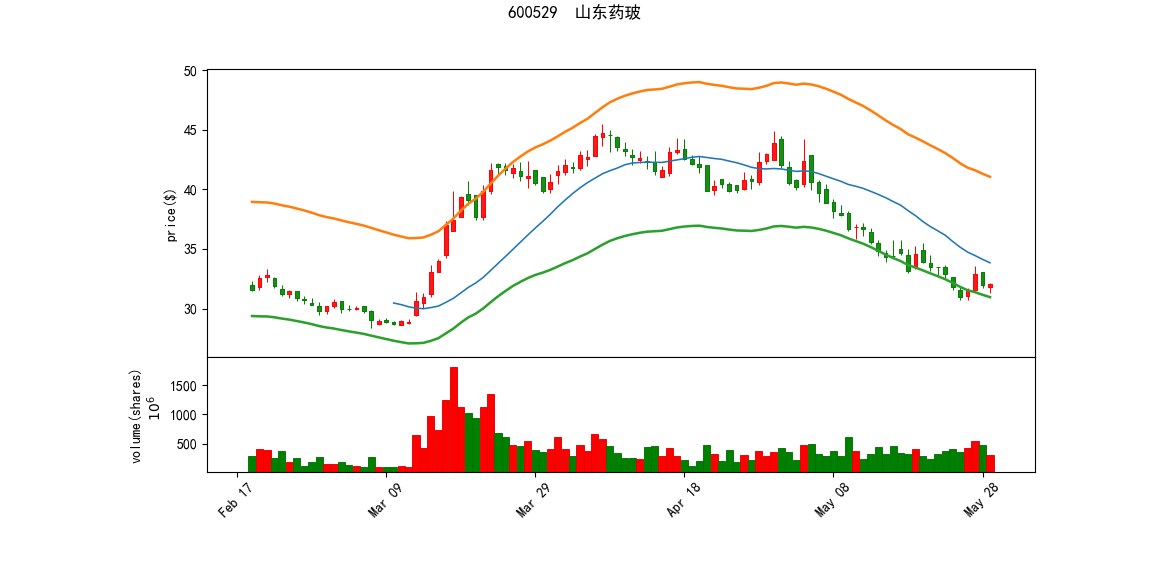 600529 山东药玻
price($)
50
45
40
35
30
volume(shares)
10^6
1500
1000
500
Feb 17
Mar 09
Mar 29
Apr 18
May 08
May 28